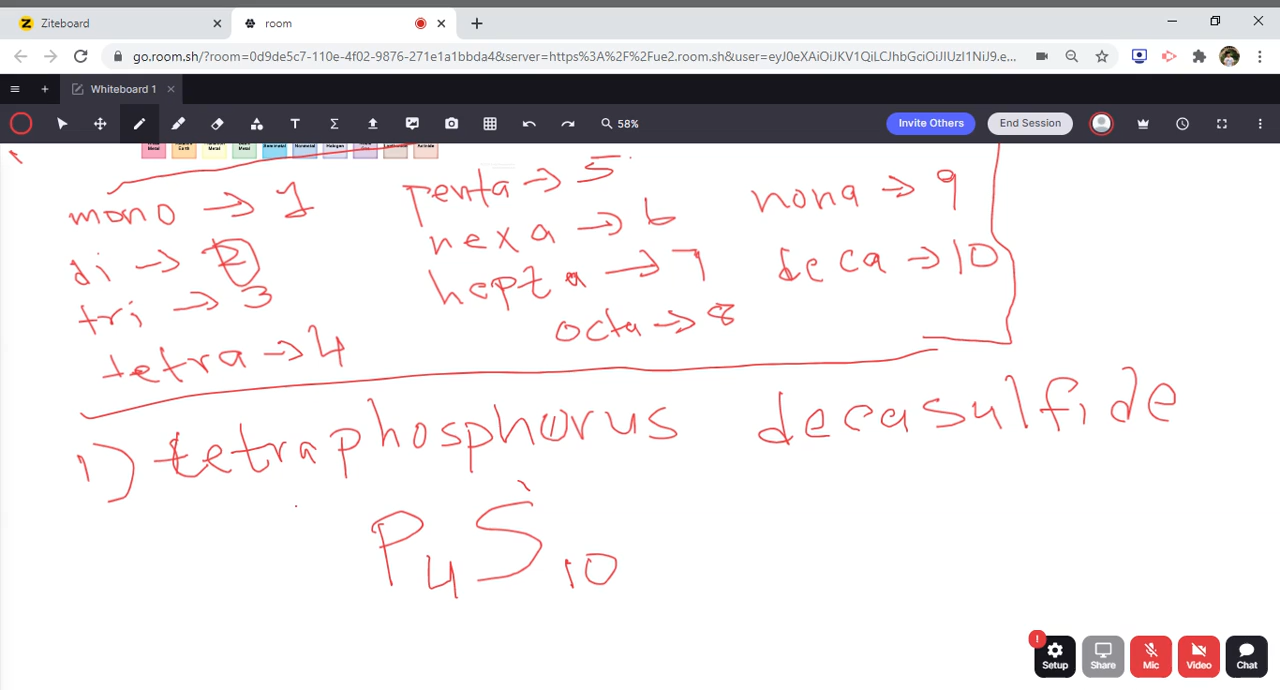 Ziteboard
room
go.room.sh/?room=0d9de5c7-110e-4f02-9876-271e1a1bbda4&server=https%3A%2F%2Fue2.room.sh&user=eyJ0eXAiOiJKV1QiLCJhbGciOiJIUzI1NiJ9.e...
Whiteboard 1
58%
Invite Others
End Session
mono → 1
di → 2
tri → 3
tetra → 4
penta → 5
hexa → 6
hepta → 7
octa → 8
nona → 9
deca → 10
1) tetraphosphorus decasulfide
P4S10
Setup
Share
Mic
Video
Chat